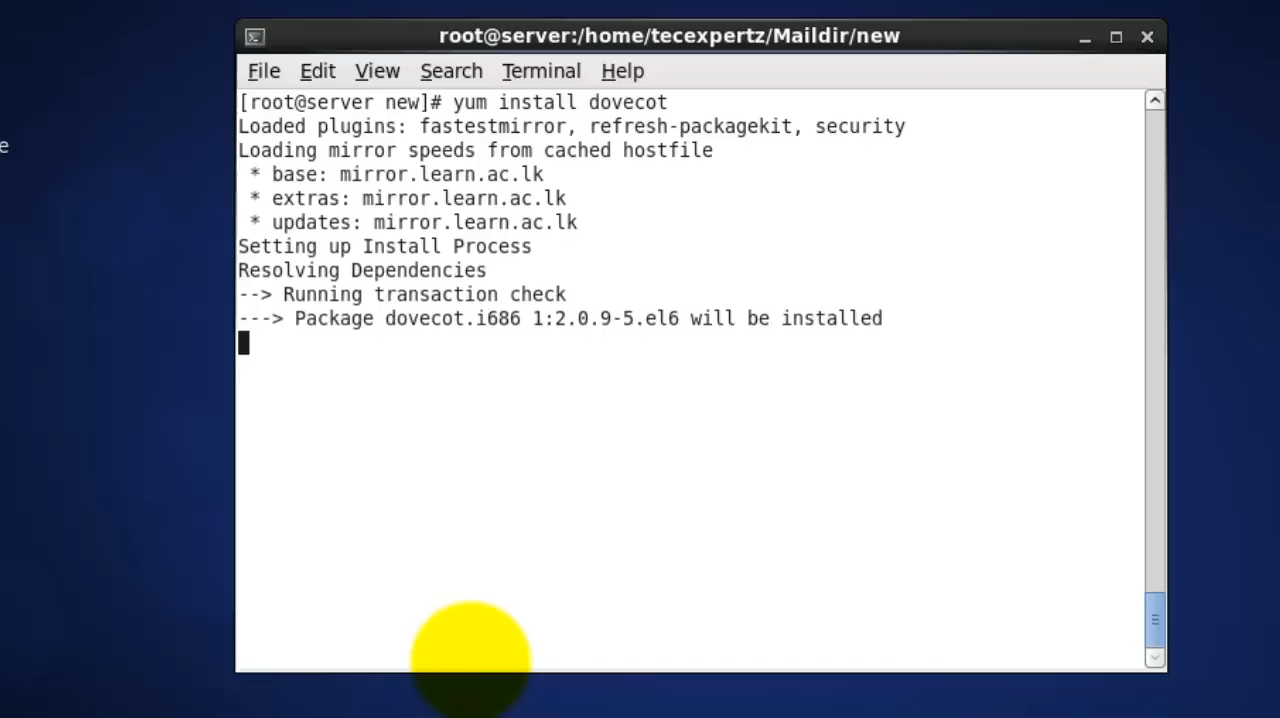 root@server:/home/tecexpertz/Maildir/new
File Edit View Search Terminal Help
[root@server new]# yum install dovecot
Loaded plugins: fastestmirror, refresh-packagekit, security
Loading mirror speeds from cached hostfile
 * base: mirror.learn.ac.lk
 * extras: mirror.learn.ac.lk
 * updates: mirror.learn.ac.lk
Setting up Install Process
Resolving Dependencies
--> Running transaction check
---> Package dovecot.i686 1:2.0.9-5.el6 will be installed
e